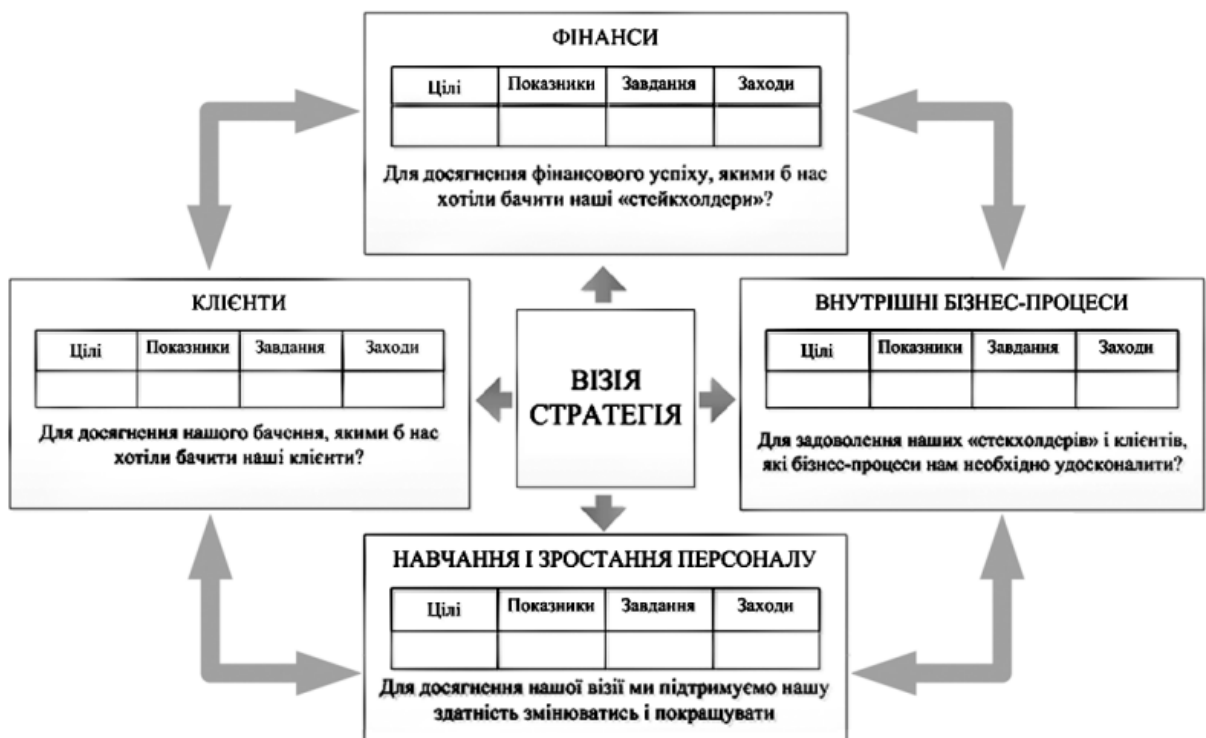 ФІНАНСИ
Цілі Показники Завдання Заходи
Для досягнення фінансового успіху, якими б нас
хотіли бачити наші «стейкхолдери»?
КЛІЄНТИ
Цілі Показники Завдання Заходи
Для досягнення нашого бачення, якими б нас
хотіли бачити наші клієнти?
ВІЗІЯ
СТРАТЕГІЯ
ВНУТРІШНІ БІЗНЕС-ПРОЦЕСИ
Цілі Показники Завдання Заходи
Для задоволення наших «стекхолдерів» і клієнтів,
які бізнес-процеси нам необхідно удосконалити?
НАВЧАННЯ І ЗРОСТАННЯ ПЕРСОНАЛУ
Цілі Показники Завдання Заходи
Для досягнення нашої візії ми підтримуємо нашу
здатність змінюватись і покращувати